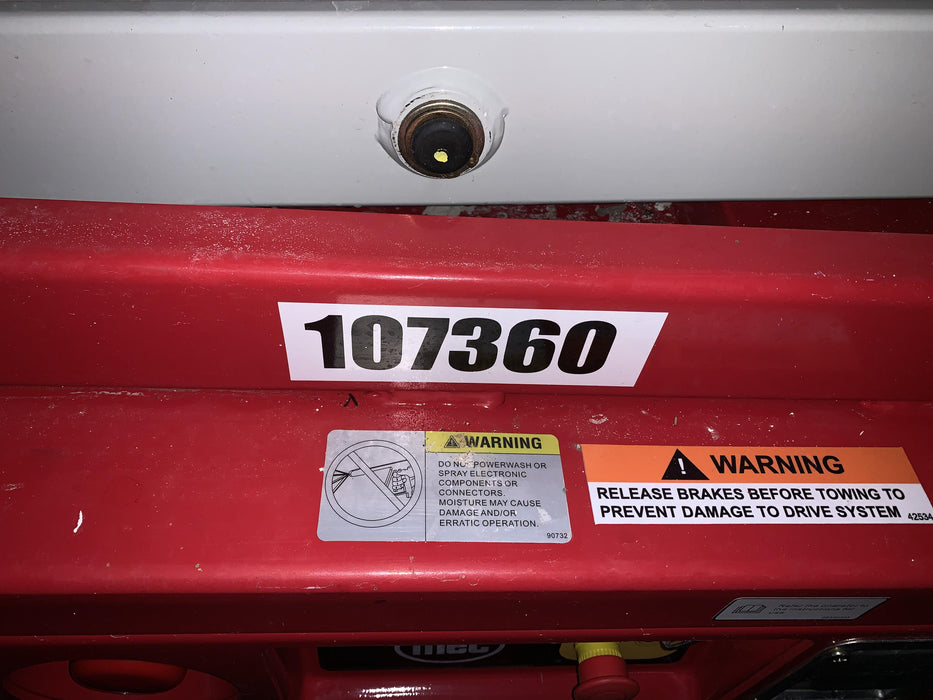 107360
WARNING
DO NOT POWERWASH OR
SPRAY ELECTRONIC
COMPONENTS OR
CONNECTORS.
MOISTURE MAY CAUSE
DAMAGE AND/OR
ERRATIC OPERATION.
90732
WARNING
RELEASE BRAKES BEFORE TOWING TO
PREVENT DAMAGE TO DRIVE SYSTEM
42534
mec